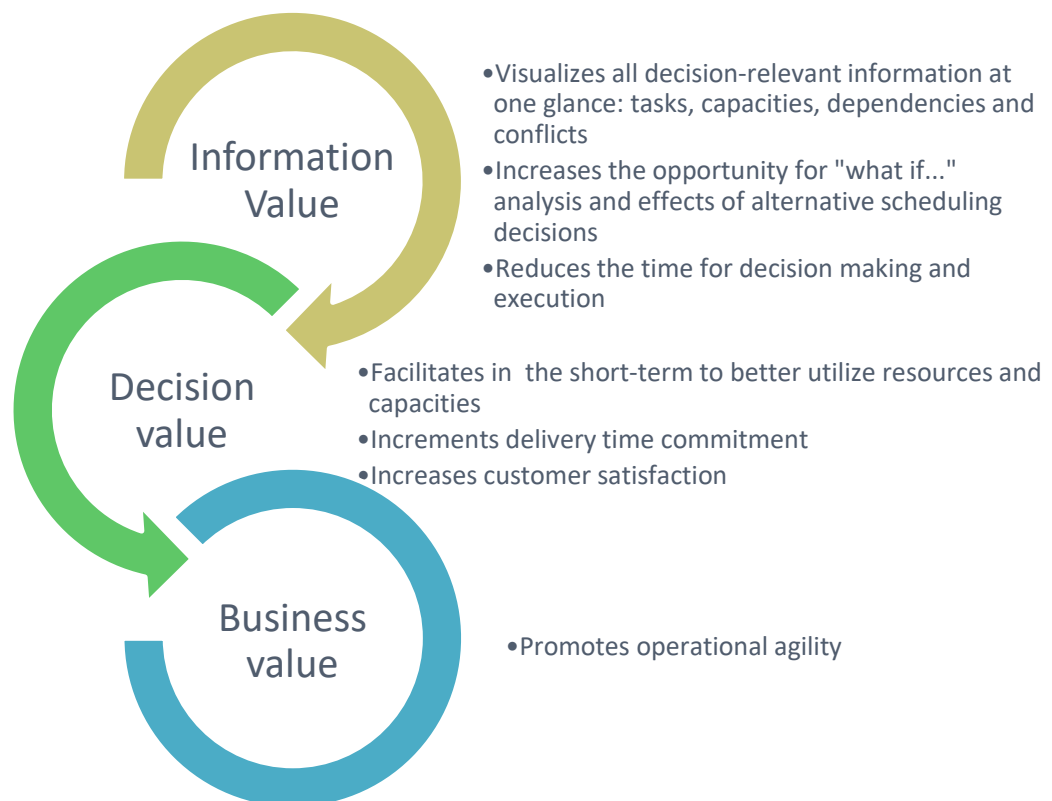 Information
Value
•Visualizes all decision-relevant information at
one glance: tasks, capacities, dependencies and
conflicts
•Increases the opportunity for "what if..."
analysis and effects of alternative scheduling
decisions
•Reduces the time for decision making and
execution
Decision
value
•Facilitates in  the short-term to better utilize resources and
capacities
•Increments delivery time commitment
•Increases customer satisfaction
Business
value
•Promotes operational agility